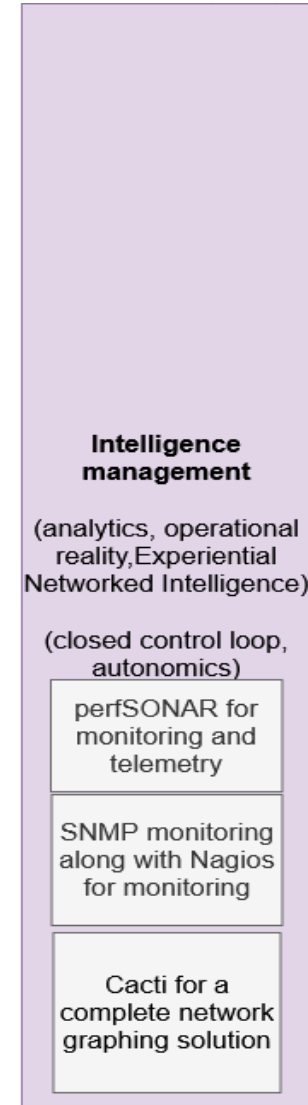 Intelligence
management
(analytics, operational
reality,Experiential
Networked Intelligence)
(closed control loop,
autonomics)
perfSONAR for
monitoring and
telemetry
SNMP monitoring
along with Nagios
for monitoring
Cacti for a
complete network
graphing solution